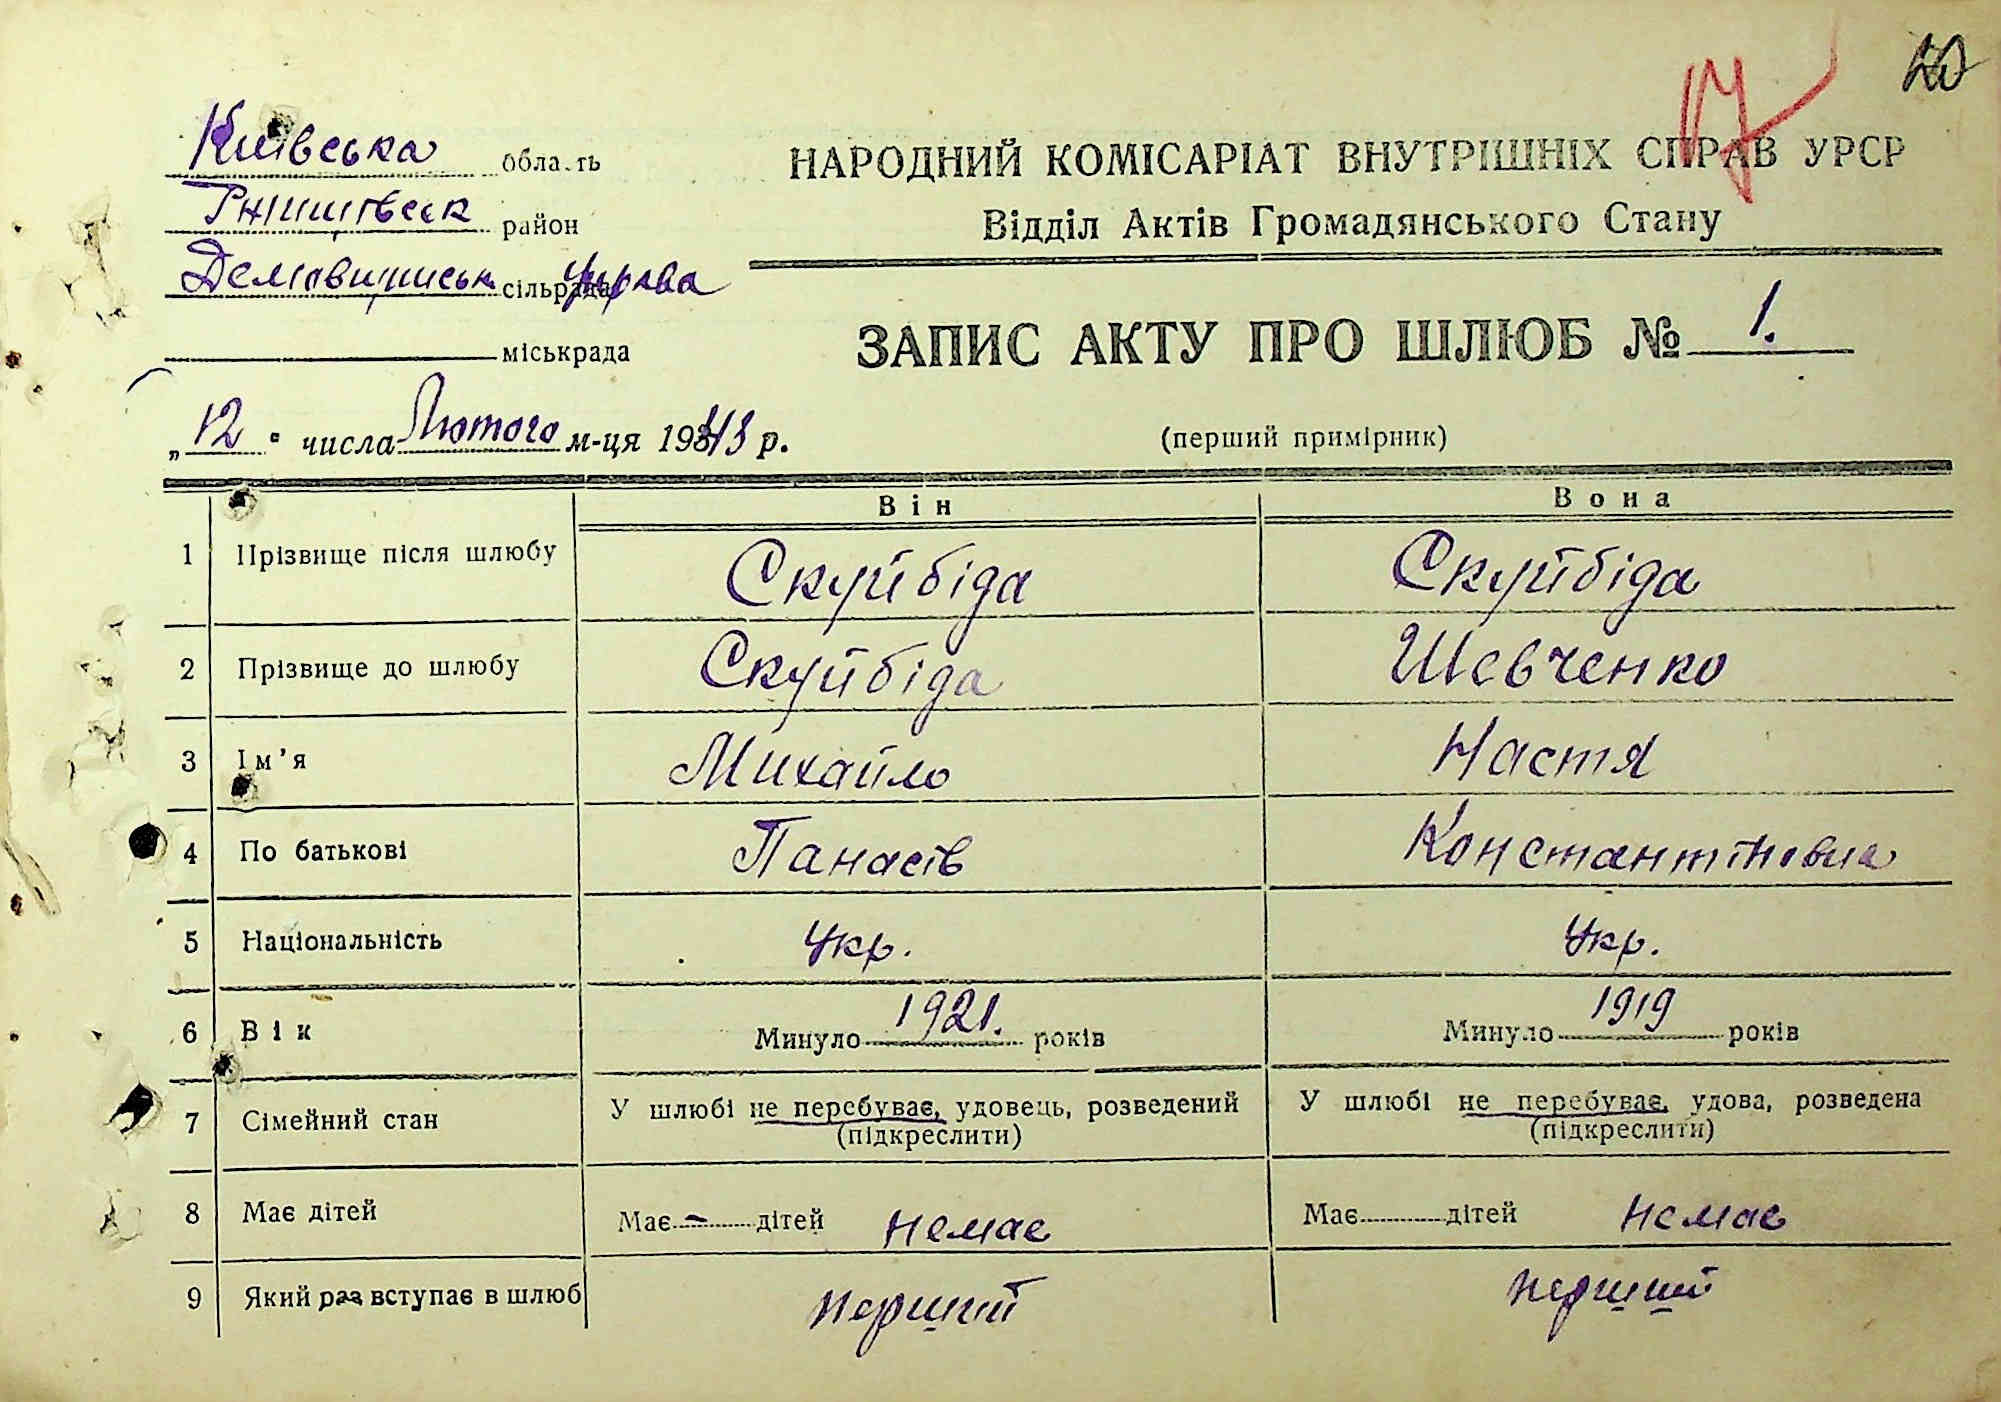 17
Київська область
Ржищівськ район
сільрада управа
міськрада
НАРОДНИЙ КОМІСАРІАТ ВНУТРІШНІХ СПРАВ УРСР
Відділ Актів Громадянського Стану
ЗАПИС АКТУ ПРО ШЛЮБ № 1.
(перший примірник)
„12" числа Лютого м-ця 1943 р.
Він Вона
1 Прізвище після шлюбу Скуйбіда Скуйбіда
2 Прізвище до шлюбу Скуйбіда Шевченко
3 Ім'я Михайло Настя
4 По батькові Панасів Константіновна
5 Національність Укр. Укр.
6 Вік Минуло 1921. років Минуло 1919 років
7 Сімейний стан У шлюбі не перебуває, удовець, розведений У шлюбі не перебуває, удова, розведена
(підкреслити) (підкреслити)
8 Має дітей Має - дітей немає Має дітей немає
9 Який раз вступає в шлюб перший перший